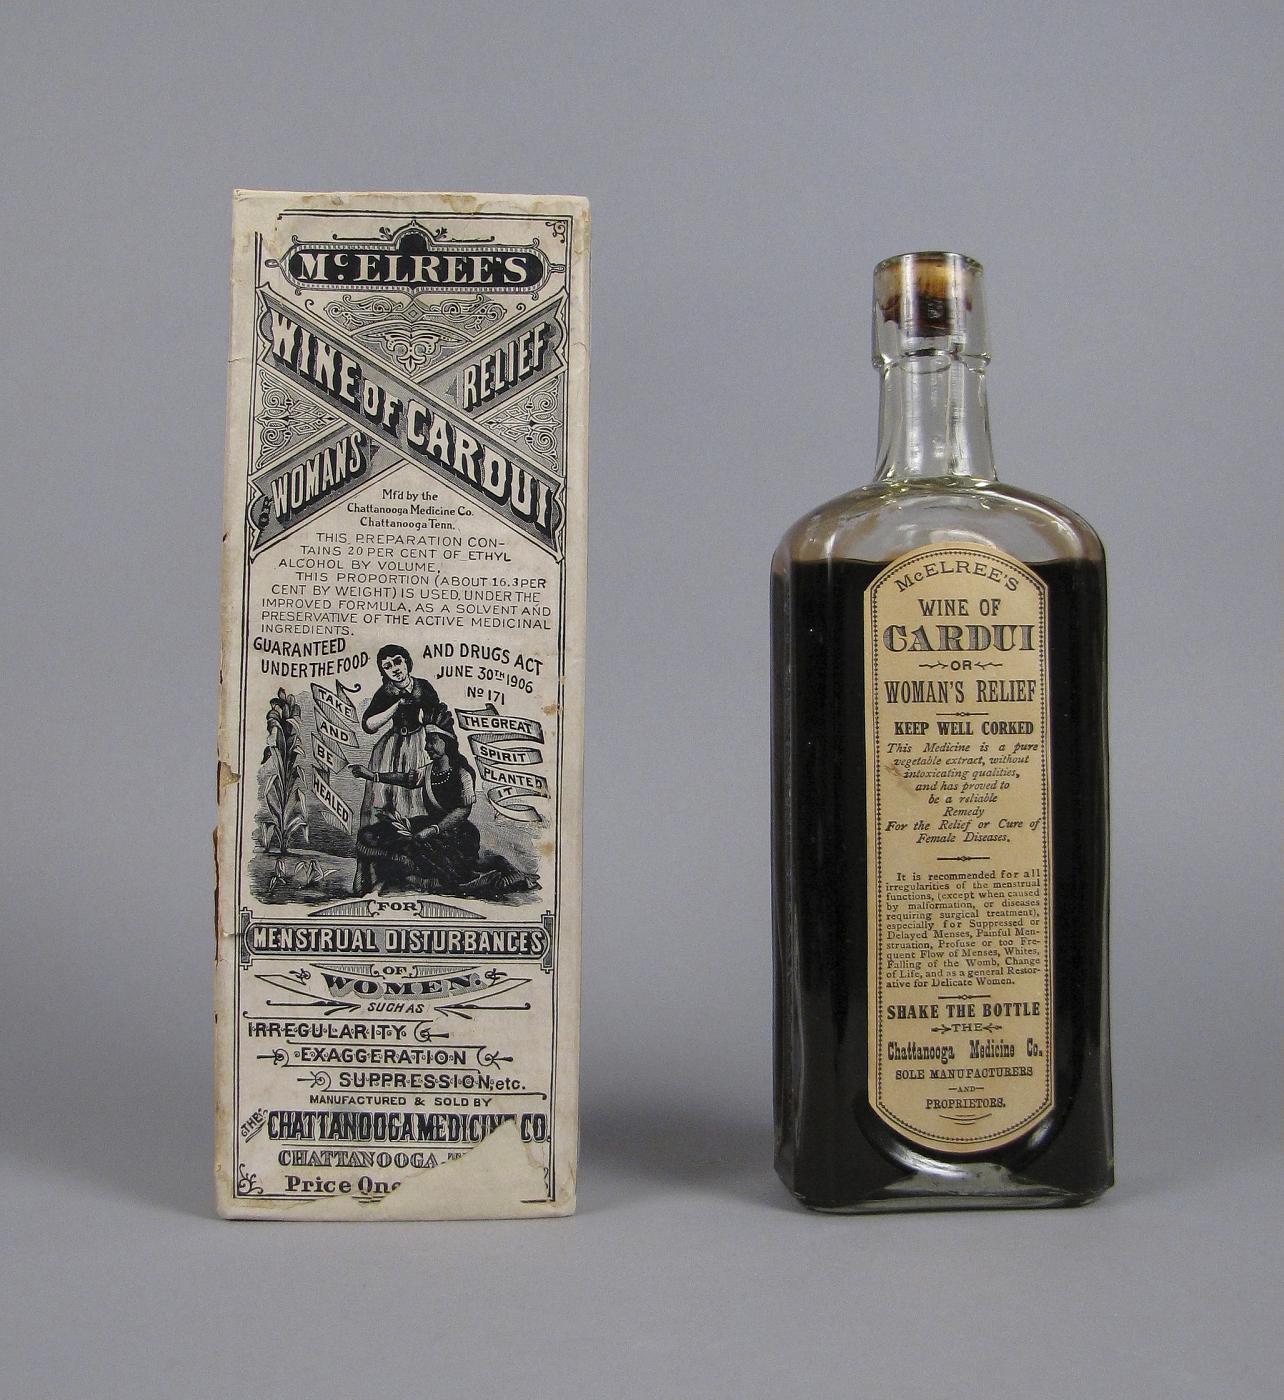 McELREE'S
WINE OF CARDUI
WOMANS RELIEF
Mf'd by the
Chattanooga Medicine Co.
Chattanooga Tenn.
THIS PREPARATION CON-
TAINS 20 PER CENT OF ETHYL
ALCOHOL BY VOLUME,
THIS PROPORTION (ABOUT 16.3 PER
CENT BY WEIGHT) IS USED, UNDER THE
IMPROVED FORMULA, AS A SOLVENT AND
PRESERVATIVE OF THE ACTIVE MEDICINAL
INGREDIENTS.
GUARANTEED
UNDER THE FOOD
AND DRUGS ACT
JUNE 30TH 1906
No 171
TAKE
AND
BE
HEALED
THE GREAT
SPIRIT
PLANTED
IT
FOR
MENSTRUAL DISTURBANCES
OF
WOMEN.
SUCH AS
IRREGULARITY
EXAGGERATION
SUPPRESSION, etc.
MANUFACTURED & SOLD BY
THE
CHATTANOOGA MEDICINE CO.
CHATTANOOGA,
Price One
McELREE'S
WINE OF
CARDUI
OR
WOMAN'S RELIEF
KEEP WELL CORKED
This Medicine is a pure
vegetable extract, without
intoxicating qualities,
and has proved to
be a reliable
Remedy
For the Relief or Cure of
Female Diseases.
It is recommended for all
irregularities of the menstrual
functions, (except when caused
by malformation, or diseases
requiring surgical treatment),
especially for Suppressed or
Delayed Menses, Painful Men-
struation, Profuse or too Fre-
quent Flow of Menses, Whites,
Falling of the Womb, Change
of Life, and as a general Restor-
ative for Delicate Women.
SHAKE THE BOTTLE
THE
Chattanooga Medicine Co.
SOLE MANUFACTURERS
AND
PROPRIETORS.